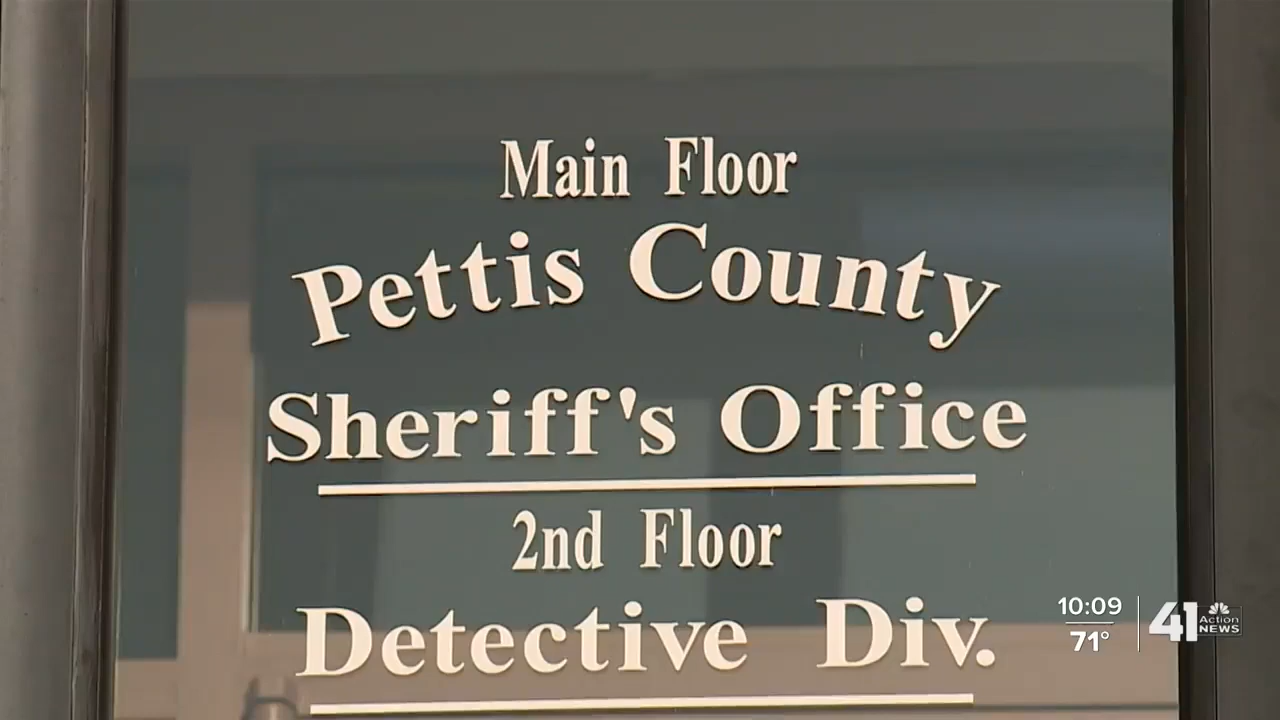 Main Floor
Pettis County
Sheriff's Office
2nd Floor
Detective Div.
10:09
71°
41 Action NEWS